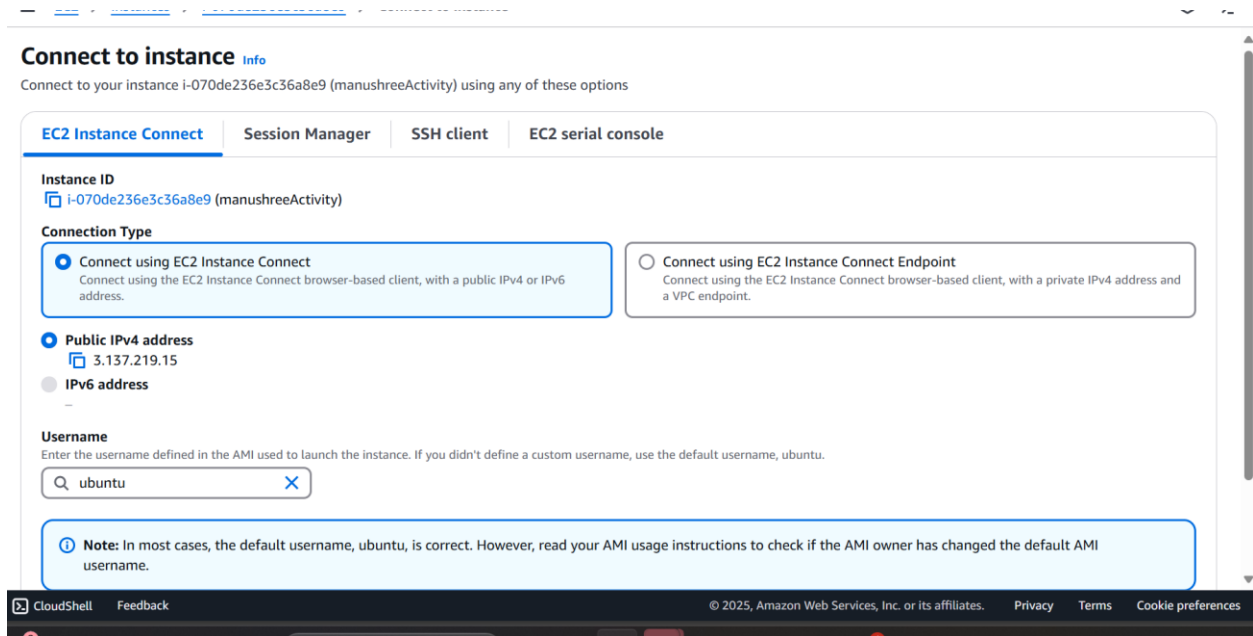 Connect to instance Info
Connect to your instance i-070de236e3c36a8e9 (manushreeActivity) using any of these options
EC2 Instance Connect Session Manager SSH client EC2 serial console
Instance ID
i-070de236e3c36a8e9 (manushreeActivity)
Connection Type
Connect using EC2 Instance Connect
Connect using the EC2 Instance Connect browser-based client, with a public IPv4 or IPv6
address.
Connect using EC2 Instance Connect Endpoint
Connect using the EC2 Instance Connect browser-based client, with a private IPv4 address and
a VPC endpoint.
Public IPv4 address
3.137.219.15
IPv6 address
–
Username
Enter the username defined in the AMI used to launch the instance. If you didn't define a custom username, use the default username, ubuntu.
ubuntu
Note: In most cases, the default username, ubuntu, is correct. However, read your AMI usage instructions to check if the AMI owner has changed the default AMI
username.
CloudShell Feedback © 2025, Amazon Web Services, Inc. or its affiliates. Privacy Terms Cookie preferences